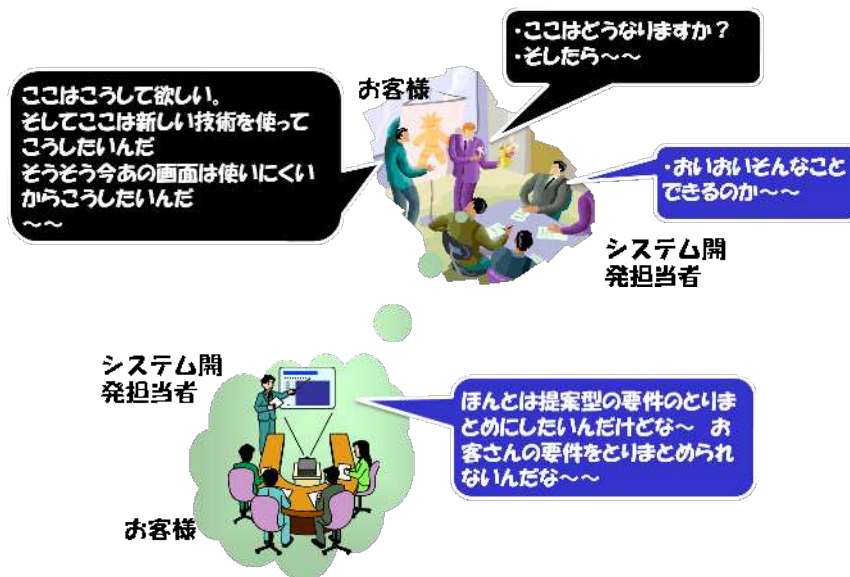 ・ここはどうなりますか？
・そしたら～～
お客様
ここはこうして欲しい。
そしてここは新しい技術を使って
こうしたいんだ
そうそう今あの画面は使いにくい
からこうしたいんだ
～～
・おいおいそんなこと
できるのか～～
システム開
発担当者
システム開
発担当者
ほんとは提案型の要件のとりま
とめにしたいんだけどな～　お
客さんの要件をとりまとめられ
ないんだな～～
お客様